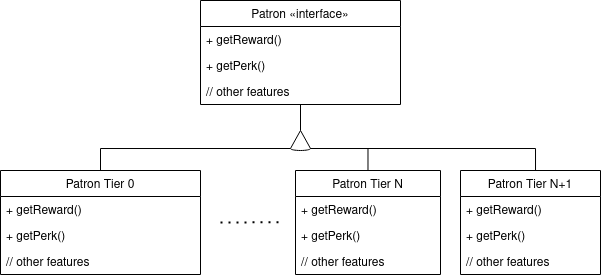 Patron «interface»
+ getReward()
+ getPerk()
// other features
Patron Tier 0
+ getReward()
+ getPerk()
// other features
Patron Tier N
+ getReward()
+ getPerk()
// other features
Patron Tier N+1
+ getReward()
+ getPerk()
// other features